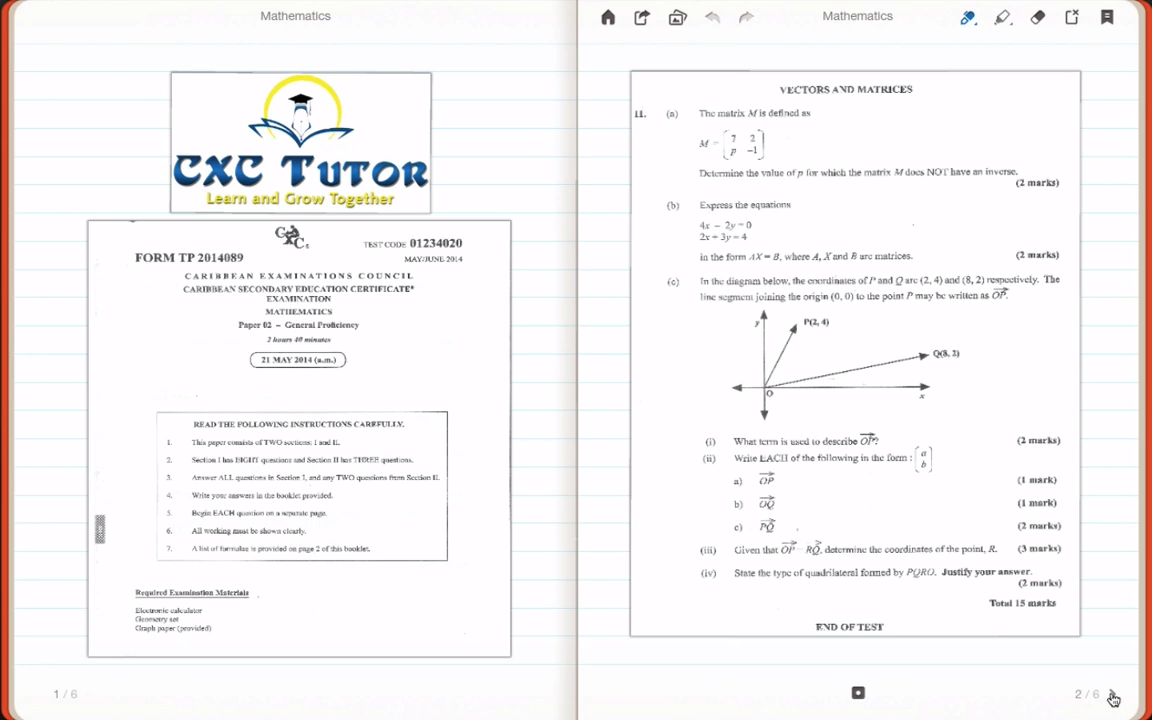 Mathematics
CXC TUTOR
Learn and Grow Together
CXC
TEST CODE 01234020
FORM TP 2014089
MAY/JUNE 2014
CARIBBEAN EXAMINATIONS COUNCIL
CARIBBEAN SECONDARY EDUCATION CERTIFICATE®
EXAMINATION
MATHEMATICS
Paper 02 – General Proficiency
2 hours 40 minutes
21 MAY 2014 (a.m.)
READ THE FOLLOWING INSTRUCTIONS CAREFULLY.
1. This paper consists of TWO sections: I and II.
2. Section I has EIGHT questions and Section II has THREE questions.
3. Answer ALL questions in Section I, and any TWO questions from Section II.
4. Write your answers in the booklet provided.
5. Begin EACH question on a separate page.
6. All working must be shown clearly.
7. A list of formulae is provided on page 2 of this booklet.
Required Examination Materials
Electronic calculator
Geometry set
Graph paper (provided)
1 / 6
Mathematics
VECTORS AND MATRICES
11. (a) The matrix M is defined as
M = [7 2
p −1]
Determine the value of p for which the matrix M does NOT have an inverse.
(2 marks)
(b) Express the equations
4x − 2y = 0
2x + 3y = 4
in the form AX = B, where A, X and B are matrices. (2 marks)
(c) In the diagram below, the coordinates of P and Q are (2, 4) and (8, 2) respectively. The
line segment joining the origin (0, 0) to the point P may be written as OP.
y
P(2, 4)
Q(8, 2)
O
x
(i) What term is used to describe OP? (2 marks)
(ii) Write EACH of the following in the form : (a
b)
a) OP (1 mark)
b) OQ (1 mark)
c) PQ (2 marks)
(iii) Given that OP RQ, determine the coordinates of the point, R. (3 marks)
(iv) State the type of quadrilateral formed by PQRO. Justify your answer.
(2 marks)
Total 15 marks
END OF TEST
2 / 6